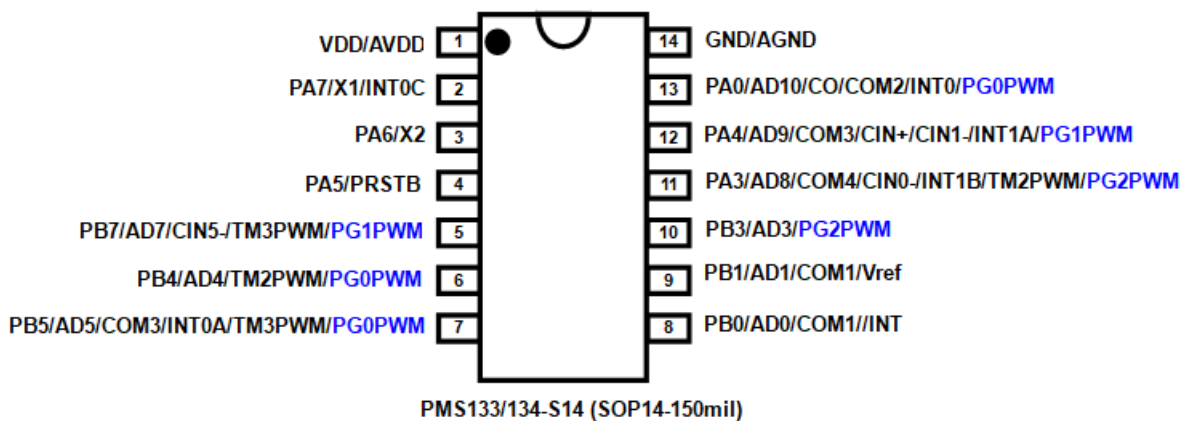 VDD/AVDD 1 14 GND/AGND
PA7/X1/INT0C 2 13 PA0/AD10/CO/COM2/INT0/PG0PWM
PA6/X2 3 12 PA4/AD9/COM3/CIN+/CIN1-/INT1A/PG1PWM
PA5/PRSTB 4 11 PA3/AD8/COM4/CIN0-/INT1B/TM2PWM/PG2PWM
PB7/AD7/CIN5-/TM3PWM/PG1PWM 5 10 PB3/AD3/PG2PWM
PB4/AD4/TM2PWM/PG0PWM 6 9 PB1/AD1/COM1/Vref
PB5/AD5/COM3/INT0A/TM3PWM/PG0PWM 7 8 PB0/AD0/COM1//INT
PMS133/134-S14 (SOP14-150mil)